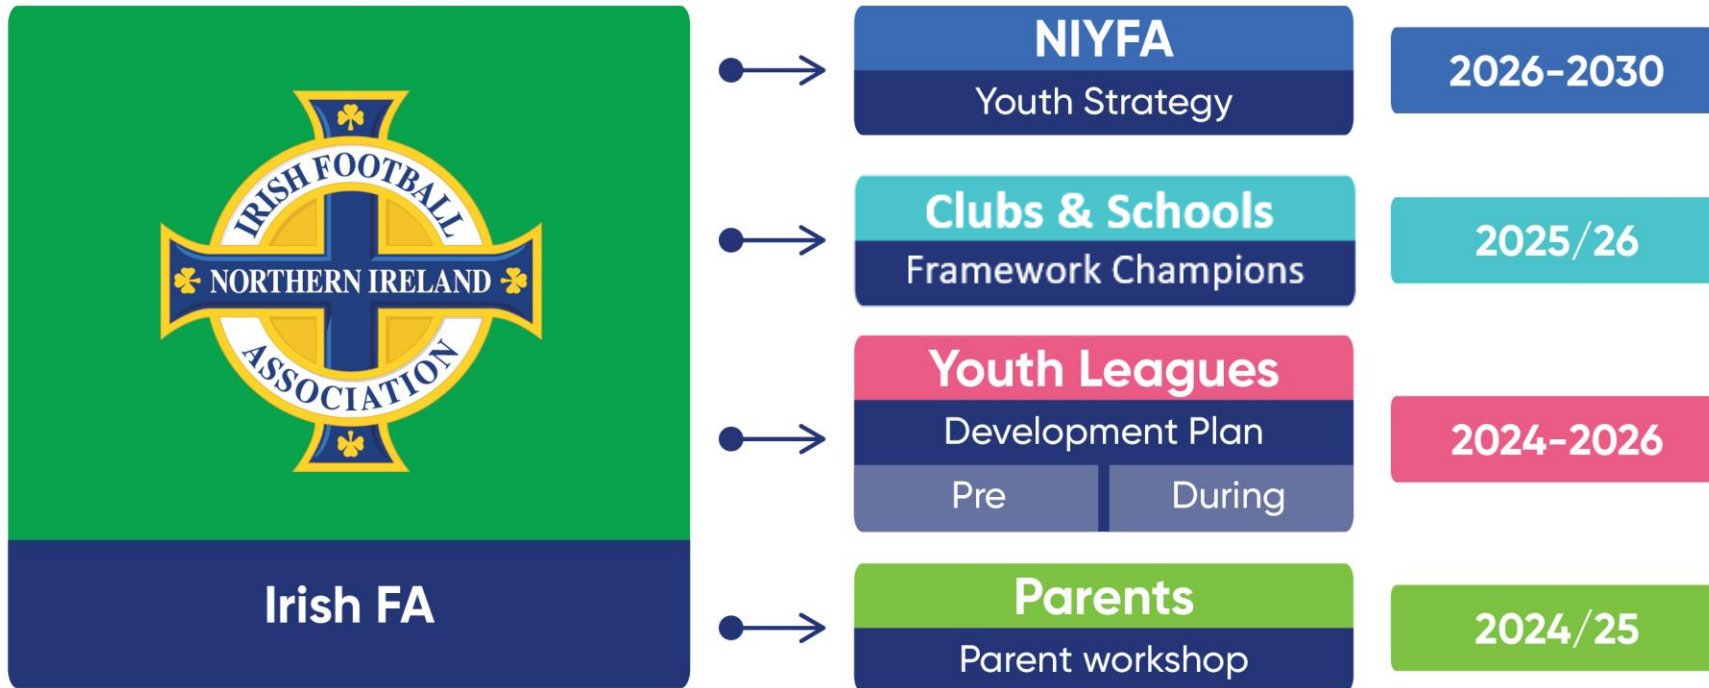 IRISH FOOTBALL
NORTHERN IRELAND
ASSOCIATION
Irish FA
NIYFA
Youth Strategy
2026-2030
Clubs & Schools
Framework Champions
2025/26
Youth Leagues
Development Plan
Pre During
2024-2026
Parents
Parent workshop
2024/25